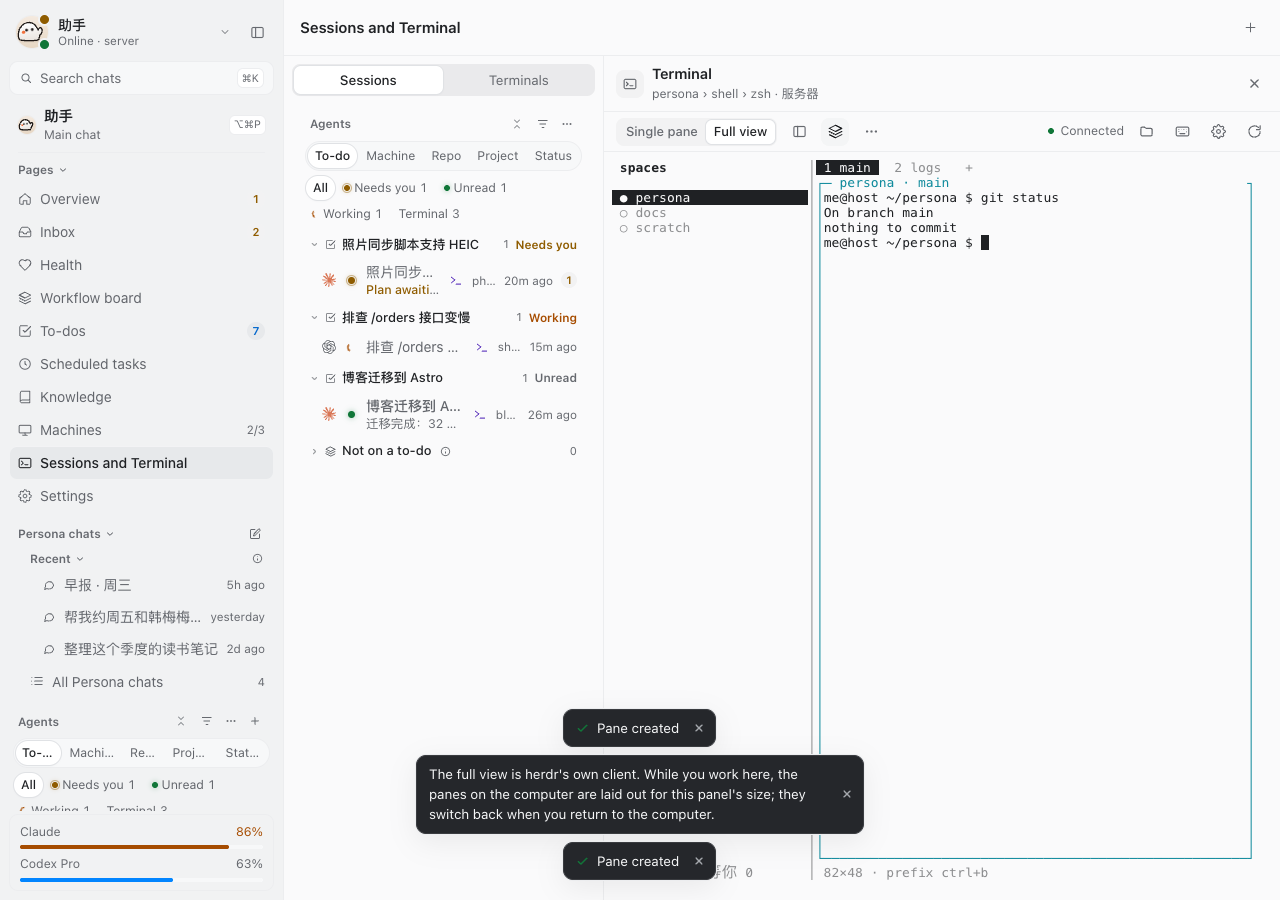 助手
Online · server
Search chats
⌘K
助手
Main chat
⌥⌘P
Pages
Overview 1
Inbox 2
Health
Workflow board
To-dos 7
Scheduled tasks
Knowledge
Machines 2/3
Sessions and Terminal
Settings
Persona chats
Recent
早报 · 周三 5h ago
帮我约周五和韩梅梅... yesterday
整理这个季度的读书笔记 2d ago
All Persona chats 4
Agents
To-... Machi... Re... Proj... Stat...
All Needs you 1 Unread 1
Working 1 Terminal 3
Claude 86%
Codex Pro 63%
Sessions and Terminal
Sessions Terminals
Agents
To-do Machine Repo Project Status
All Needs you 1 Unread 1
Working 1 Terminal 3
照片同步脚本支持 HEIC 1 Needs you
照片同步... ph... 20m ago 1
Plan awaiti...
排查 /orders 接口变慢 1 Working
排查 /orders ... sh... 15m ago
博客迁移到 Astro 1 Unread
博客迁移到 A... bl... 26m ago
迁移完成：32 ...
Not on a to-do 0
Terminal
persona › shell › zsh · 服务器
Single pane Full view
Connected
spaces
● persona
○ docs
○ scratch
1 main 2 logs +
persona · main
me@host ~/persona $ git status
On branch main
nothing to commit
me@host ~/persona $
Pane created
The full view is herdr's own client. While you work here, the
panes on the computer are laid out for this panel's size; they
switch back when you return to the computer.
Pane created
你 0
82×48 · prefix ctrl+b